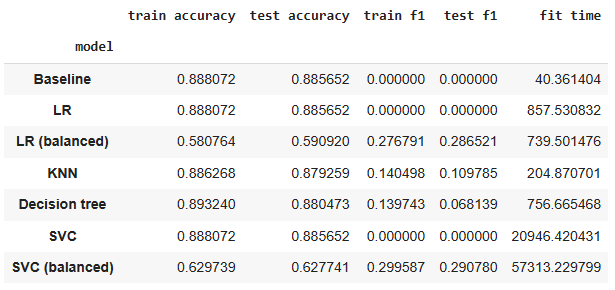 train accuracy test accuracy train f1 test f1 fit time
model
Baseline 0.888072 0.885652 0.000000 0.000000 40.361404
LR 0.888072 0.885652 0.000000 0.000000 857.530832
LR (balanced) 0.580764 0.590920 0.276791 0.286521 739.501476
KNN 0.886268 0.879259 0.140498 0.109785 204.870701
Decision tree 0.893240 0.880473 0.139743 0.068139 756.665468
SVC 0.888072 0.885652 0.000000 0.000000 20946.420431
SVC (balanced) 0.629739 0.627741 0.299587 0.290780 57313.229799